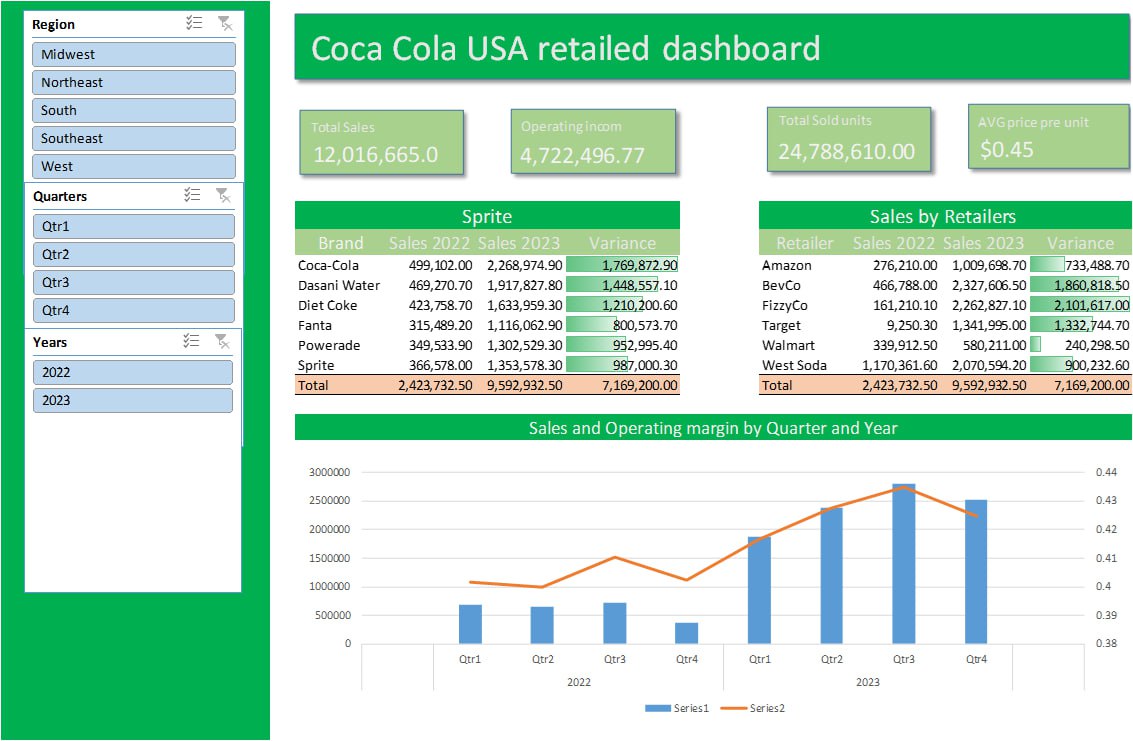 Region
Midwest
Northeast
South
Southeast
West
Quarters
Qtr1
Qtr2
Qtr3
Qtr4
Years
2022
2023
Coca Cola USA retailed dashboard
Total Sales
12,016,665.0
Operating incom
4,722,496.77
Total Sold units
24,788,610.00
AVG price pre unit
$0.45
Sprite
Brand Sales 2022 Sales 2023 Variance
Coca-Cola 499,102.00 2,268,974.90 1,769,872.90
Dasani Water 469,270.70 1,917,827.80 1,448,557.10
Diet Coke 423,758.70 1,633,959.30 1,210,200.60
Fanta 315,489.20 1,116,062.90 800,573.70
Powerade 349,533.90 1,302,529.30 952,995.40
Sprite 366,578.00 1,353,578.30 987,000.30
Total 2,423,732.50 9,592,932.50 7,169,200.00
Sales by Retailers
Retailer Sales 2022 Sales 2023 Variance
Amazon 276,210.00 1,009,698.70 733,488.70
BevCo 466,788.00 2,327,606.50 1,860,818.50
FizzyCo 161,210.10 2,262,827.10 2,101,617.00
Target 9,250.30 1,341,995.00 1,332,744.70
Walmart 339,912.50 580,211.00 240,298.50
West Soda 1,170,361.60 2,070,594.20 900,232.60
Total 2,423,732.50 9,592,932.50 7,169,200.00
Sales and Operating margin by Quarter and Year
3000000 0.44
2500000 0.43
2000000 0.42
1500000 0.41
1000000 0.4
500000 0.39
0 0.38
Qtr1 Qtr2 Qtr3 Qtr4 Qtr1 Qtr2 Qtr3 Qtr4
2022 2023
Series1 Series2